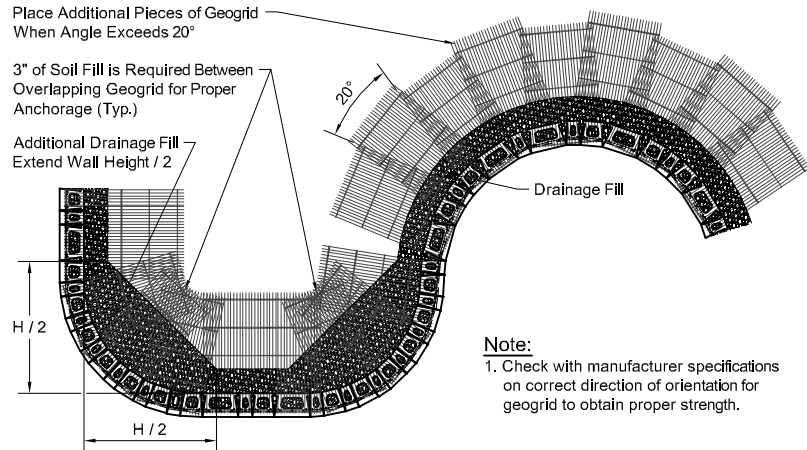 Place Additional Pieces of Geogrid
When Angle Exceeds 20°
3" of Soil Fill is Required Between
Overlapping Geogrid for Proper
Anchorage (Typ.)
Additional Drainage Fill
Extend Wall Height / 2
20°
Drainage Fill
H / 2
H / 2
Note:
1. Check with manufacturer specifications
on correct direction of orientation for
geogrid to obtain proper strength.